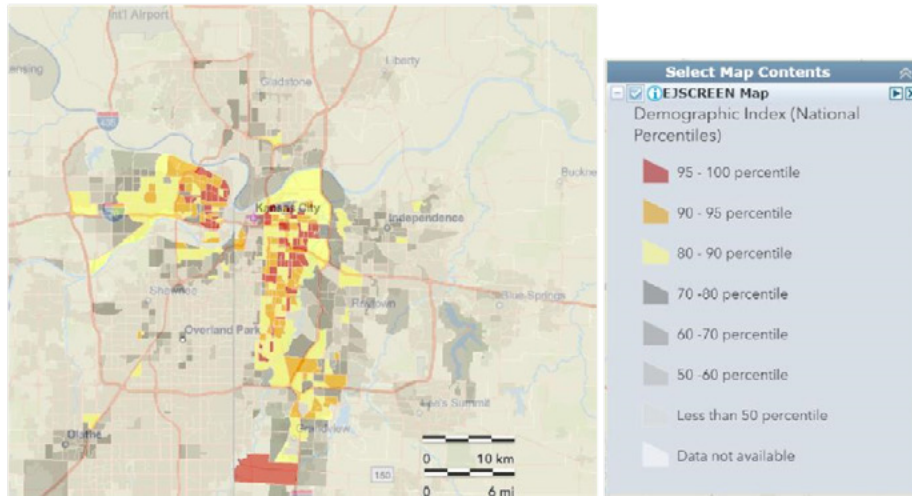 Int'l Airport
ensing
Liberty
Gladstone
435
Buckne
Kansas City
Independence
Shawnee
Blue Springs
Raytown
Overland Park
Lee's Summit
Grandview
Olathe
150
10 km
0
6 mi
Select Map Contents
EJSCREEN Map
Demographic Index (National
Percentiles)
95 - 100 percentile
90 - 95 percentile
80 - 90 percentile
70 -80 percentile
60 -70 percentile
50 -60 percentile
Less than 50 percentile
Data not available